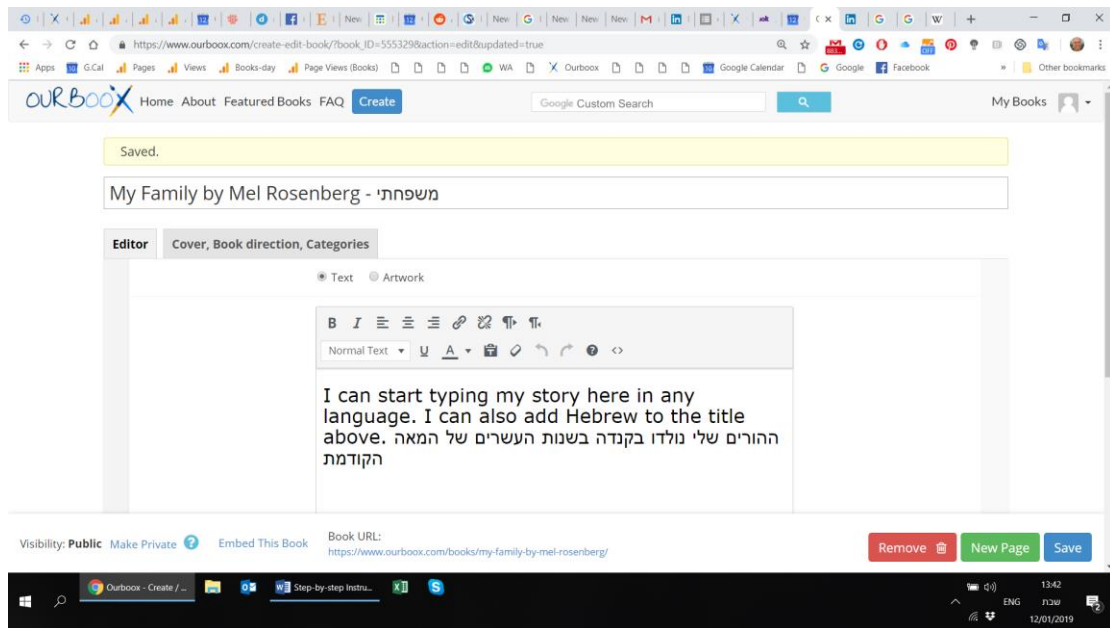 New
New
New
New
New
https://www.ourboox.com/create-edit-book/?book_ID=555329&action=edit&updated=true
Apps G.Cal Pages Views Books-day Page Views (Books) WA Ourboox Google Calendar Google Facebook » Other bookmarks
OURBOOX Home About Featured Books FAQ Create Google Custom Search My Books
Saved.
My Family by Mel Rosenberg - משפחתי
Editor Cover, Book direction, Categories
Text Artwork
B I
Normal Text U A
I can start typing my story here in any
language. I can also add Hebrew to the title
above. ההורים שלי נולדו בקנדה בשנות העשרים של המאה
הקודמת
Visibility: Public Make Private ? Embed This Book
Book URL:
https://www.ourboox.com/books/my-family-by-mel-rosenberg/
Remove New Page Save
Ourboox - Create / ... Step-by-step Instru...
13:42
ENG שבת
12/01/2019